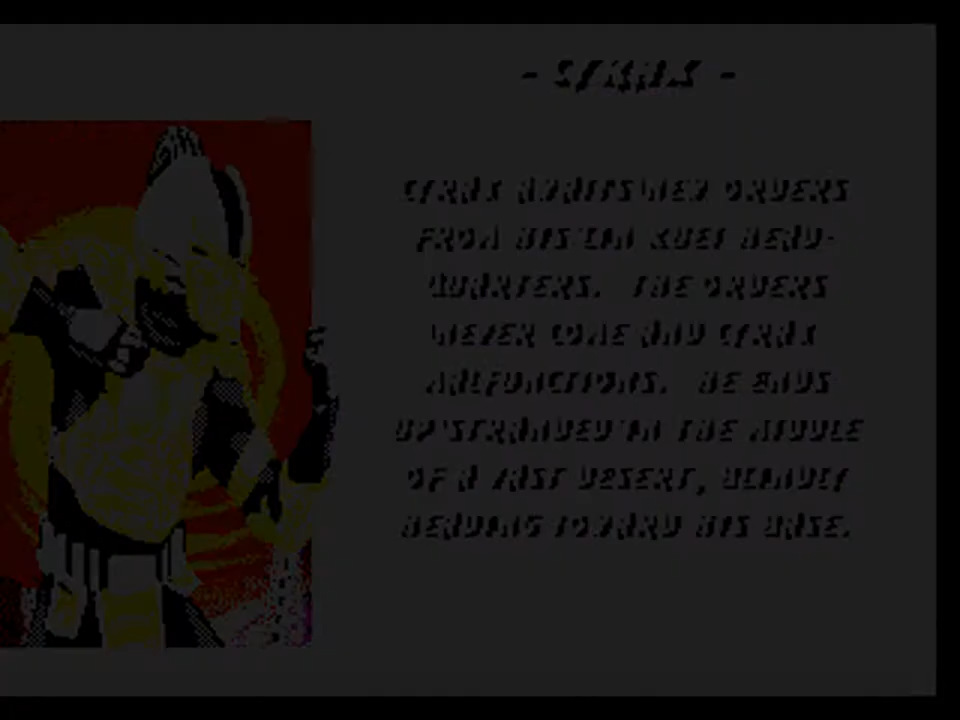 - CYRAX -
CYRAX AWAITS NEW ORDERS
FROM HIS LIN KUEI HEAD-
QUARTERS. THE ORDERS
NEVER COME AND CYRAX
MALFUNCTIONS. HE ENDS
UP STRANDED IN THE MIDDLE
OF A VAST DESERT, BLINDLY
HEADING TOWARD HIS BASE.